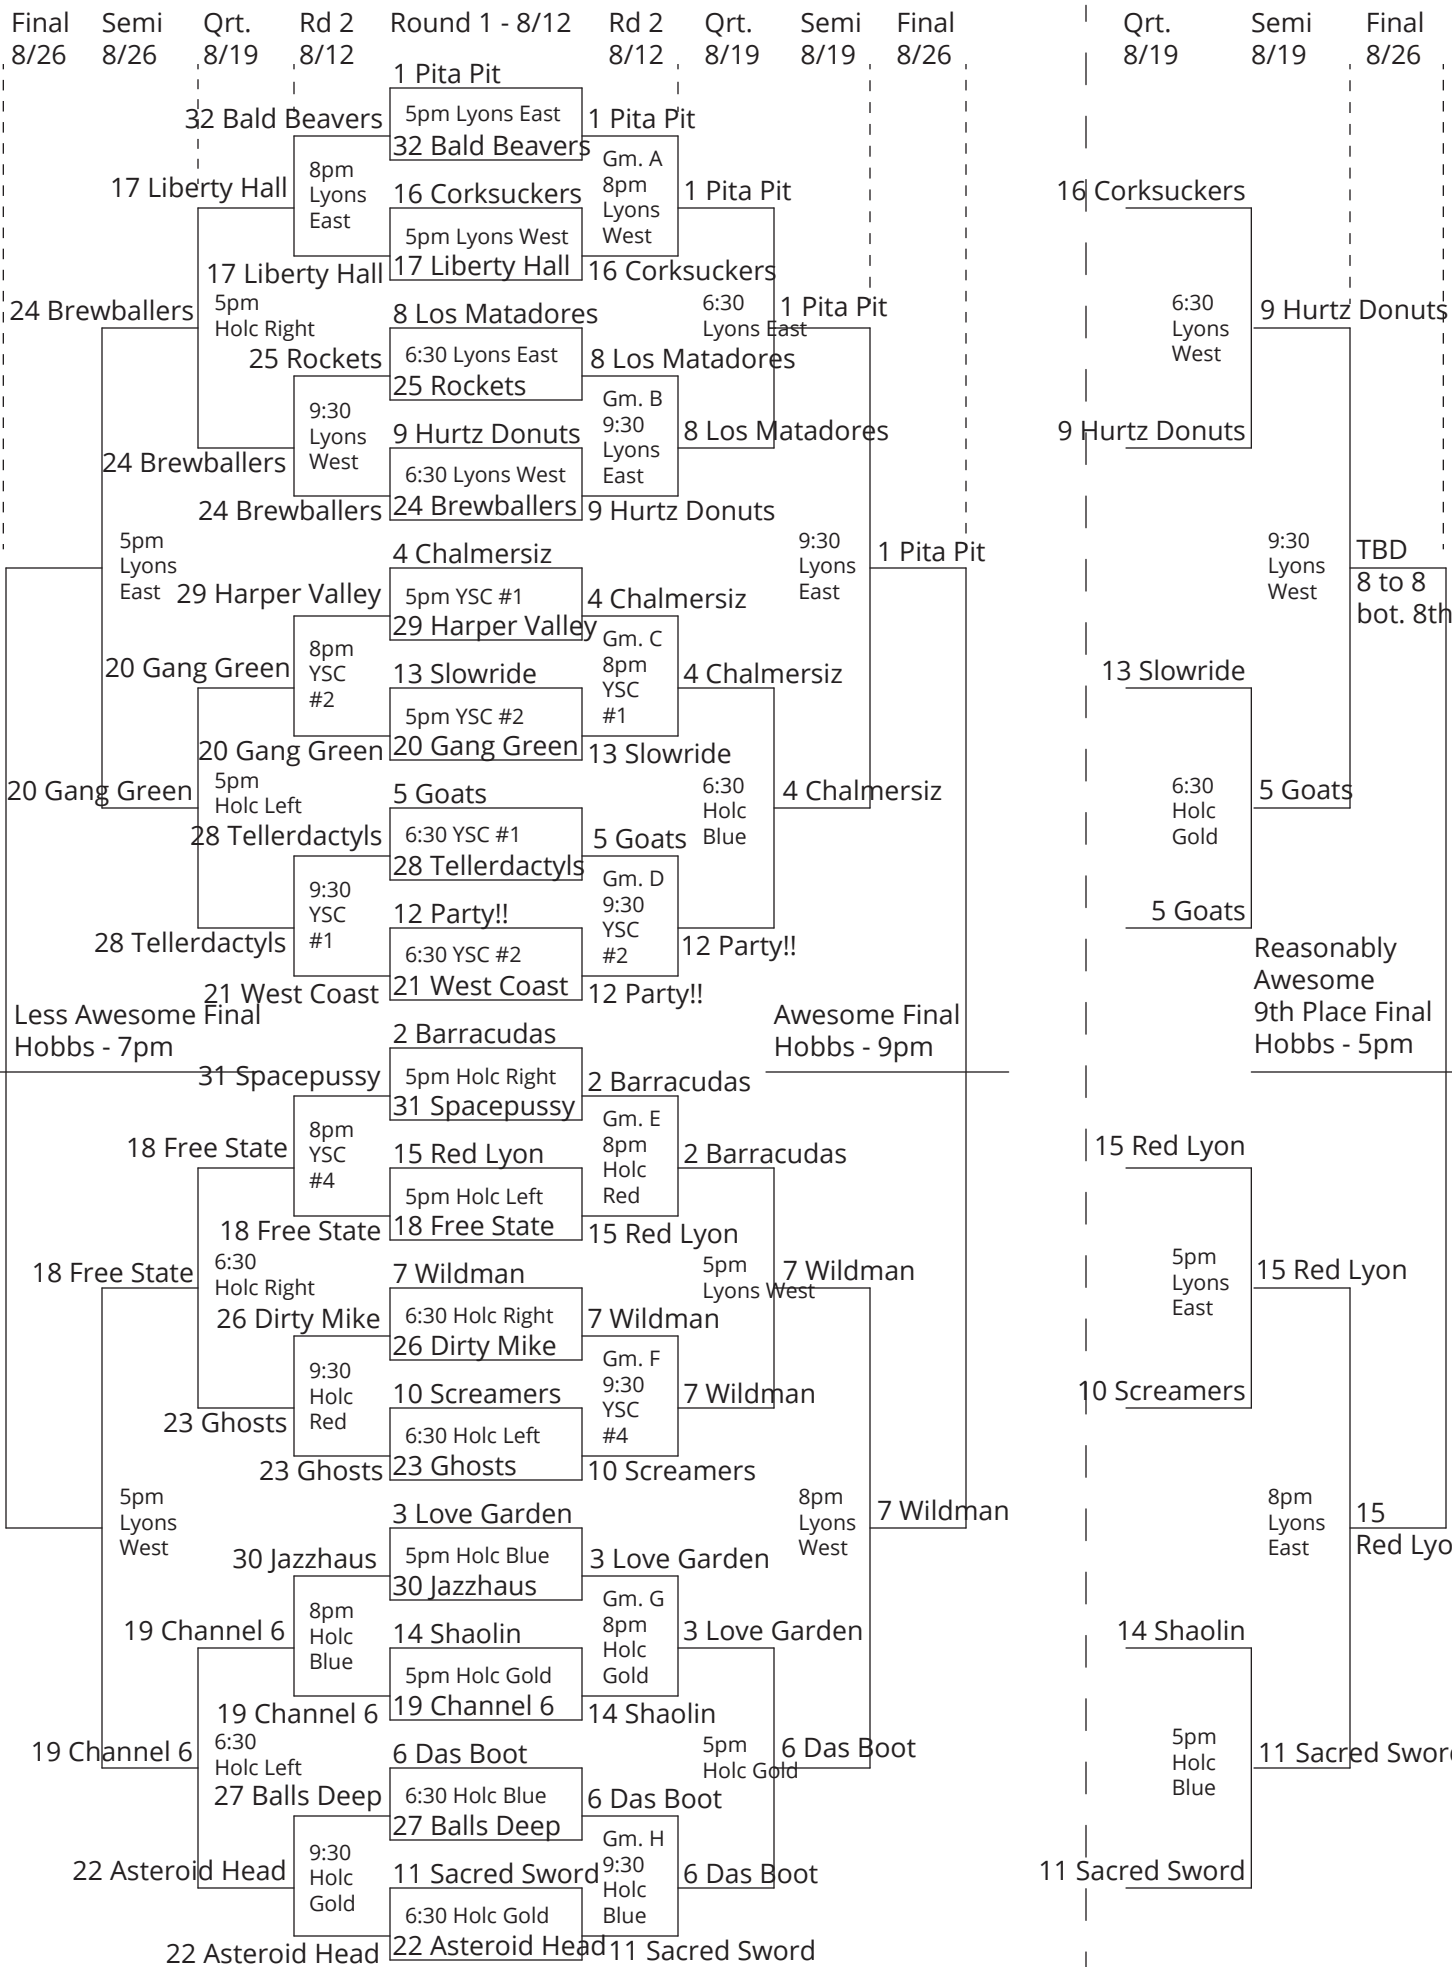 Final Semi Qrt. Rd 2 Round 1 - 8/12 Rd 2 Qrt. Semi Final Qrt. Semi Final
8/26 8/26 8/19 8/12 8/12 8/19 8/19 8/26 8/19 8/19 8/26
1 Pita Pit
32 Bald Beavers 5pm Lyons East 1 Pita Pit
32 Bald Beavers
8pm
Lyons
East
Gm. A
8pm
Lyons
West
17 Liberty Hall 16 Corksuckers 1 Pita Pit 16 Corksuckers
5pm Lyons West
17 Liberty Hall 17 Liberty Hall 16 Corksuckers
5pm
Holc Right
6:30
Lyons East
6:30
Lyons
West
24 Brewballers 8 Los Matadores 1 Pita Pit 9 Hurtz Donuts
25 Rockets 6:30 Lyons East 8 Los Matadores
25 Rockets
9:30
Lyons
West
Gm. B
9:30
Lyons
East
24 Brewballers 9 Hurtz Donuts 8 Los Matadores 9 Hurtz Donuts
6:30 Lyons West
24 Brewballers 24 Brewballers 9 Hurtz Donuts
5pm
Lyons
East
9:30
Lyons
East
9:30
Lyons
West
4 Chalmersiz 1 Pita Pit TBD
8 to 8
bot. 8th
29 Harper Valley 5pm YSC #1 4 Chalmersiz
29 Harper Valley
8pm
YSC
#2
Gm. C
8pm
YSC
#1
20 Gang Green 13 Slowride 4 Chalmersiz 13 Slowride
5pm YSC #2
20 Gang Green 20 Gang Green 13 Slowride
5pm
Holc Left
6:30
Holc
Blue
6:30
Holc
Gold
20 Gang Green 5 Goats 4 Chalmersiz 5 Goats
28 Tellerdactyls 6:30 YSC #1 5 Goats
28 Tellerdactyls
9:30
YSC
#1
Gm. D
9:30
YSC
#2
28 Tellerdactyls 12 Party!! 12 Party!! 5 Goats
6:30 YSC #2
21 West Coast 21 West Coast 12 Party!!
Less Awesome Final
Hobbs - 7pm
Awesome Final
Hobbs - 9pm
Reasonably
Awesome
9th Place Final
Hobbs - 5pm
2 Barracudas
31 Spacepussy 5pm Holc Right 2 Barracudas
31 Spacepussy
8pm
YSC
#4
Gm. E
8pm
Holc
Red
18 Free State 15 Red Lyon 2 Barracudas 15 Red Lyon
5pm Holc Left
18 Free State 18 Free State 15 Red Lyon
6:30
Holc Right
5pm
Lyons West
5pm
Lyons
East
18 Free State 7 Wildman 7 Wildman 15 Red Lyon
26 Dirty Mike 6:30 Holc Right 7 Wildman
26 Dirty Mike
9:30
Holc
Red
Gm. F
9:30
YSC
#4
23 Ghosts 10 Screamers 7 Wildman 10 Screamers
6:30 Holc Left
23 Ghosts 23 Ghosts 10 Screamers
5pm
Lyons
West
8pm
Lyons
West
8pm
Lyons
East
3 Love Garden 7 Wildman 15
Red Lyo
30 Jazzhaus 5pm Holc Blue 3 Love Garden
30 Jazzhaus
8pm
Holc
Blue
Gm. G
8pm
Holc
Gold
19 Channel 6 14 Shaolin 3 Love Garden 14 Shaolin
5pm Holc Gold
19 Channel 6 19 Channel 6 14 Shaolin
6:30
Holc Left
5pm
Holc Gold
5pm
Holc
Blue
19 Channel 6 6 Das Boot 6 Das Boot 11 Sacred Sword
27 Balls Deep 6:30 Holc Blue 6 Das Boot
27 Balls Deep
9:30
Holc
Gold
Gm. H
9:30
Holc
Blue
22 Asteroid Head 11 Sacred Sword 6 Das Boot 11 Sacred Sword
6:30 Holc Gold
22 Asteroid Head 22 Asteroid Head 11 Sacred Sword